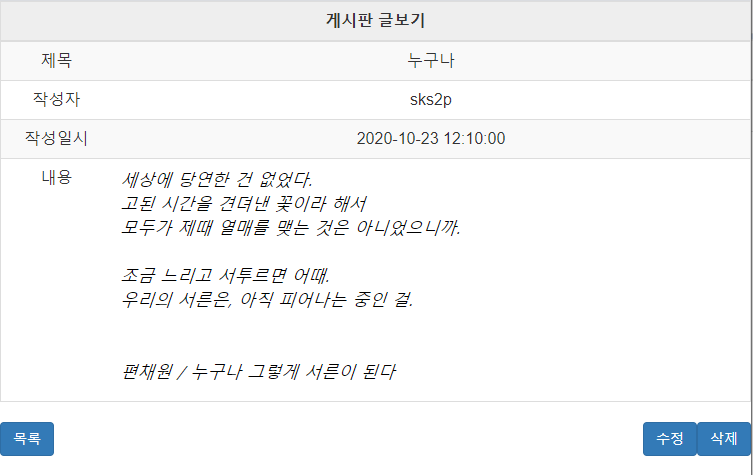 게시판 글보기
제목 누구나
작성자 sks2p
작성일시 2020-10-23 12:10:00
내용 세상에 당연한 건 없었다.
고된 시간을 견뎌낸 꽃이라 해서
모두가 제때 열매를 맺는 것은 아니었으니까.
조금 느리고 서투르면 어때.
우리의 서른은, 아직 피어나는 중인 걸.
편채원 / 누구나 그렇게 서른이 된다
목록 수정 삭제